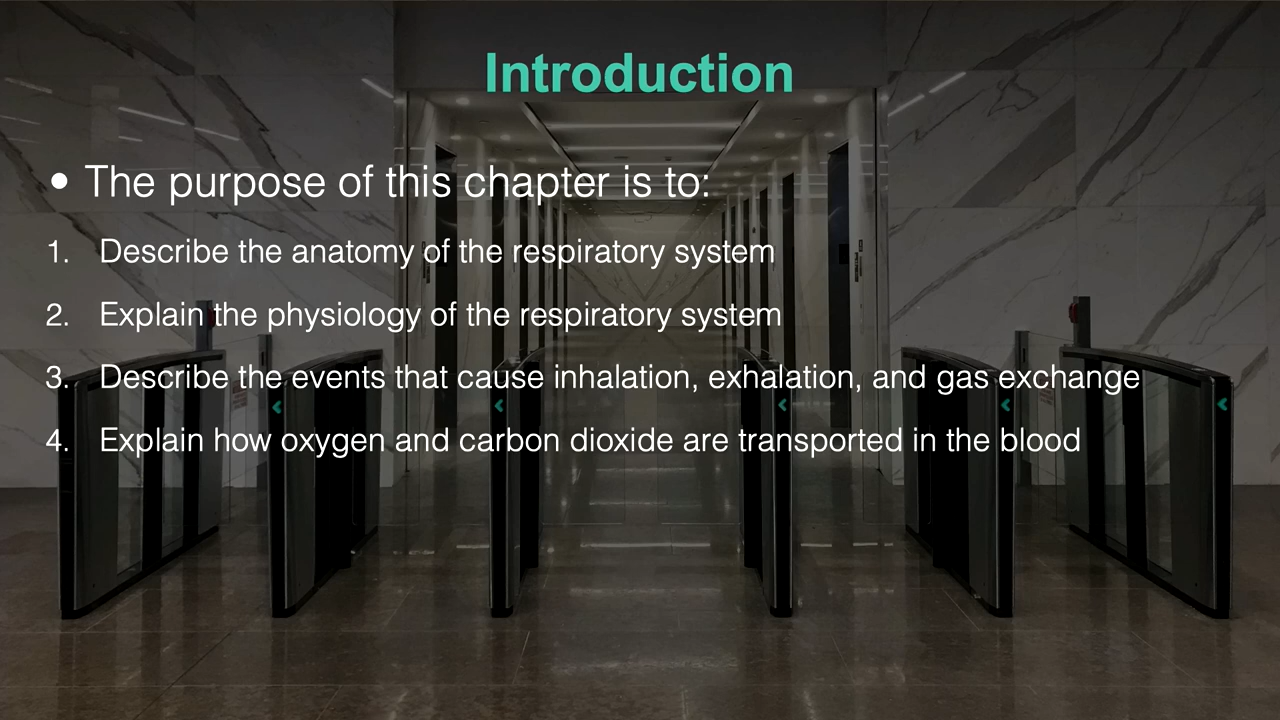 Introduction
• The purpose of this chapter is to:
1. Describe the anatomy of the respiratory system
2. Explain the physiology of the respiratory system
3. Describe the events that cause inhalation, exhalation, and gas exchange
4. Explain how oxygen and carbon dioxide are transported in the blood